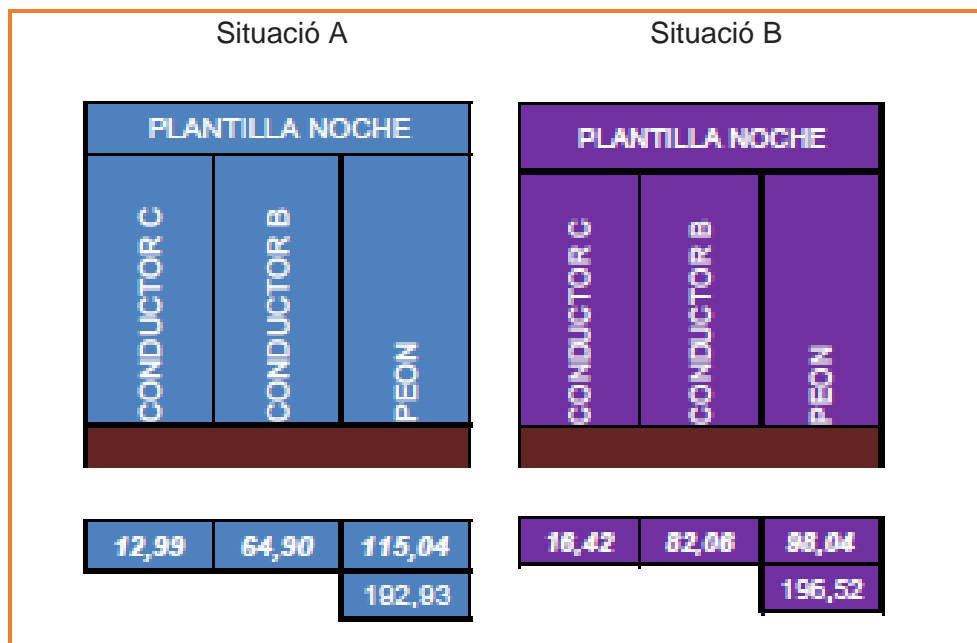 Situació A
Situació B
PLANTILLA NOCHE
CONDUCTOR C
CONDUCTOR B
PEON
12,99 64,90 115,04
192,93
PLANTILLA NOCHE
CONDUCTOR C
CONDUCTOR B
PEON
16,42 82,06 98,04
196,52